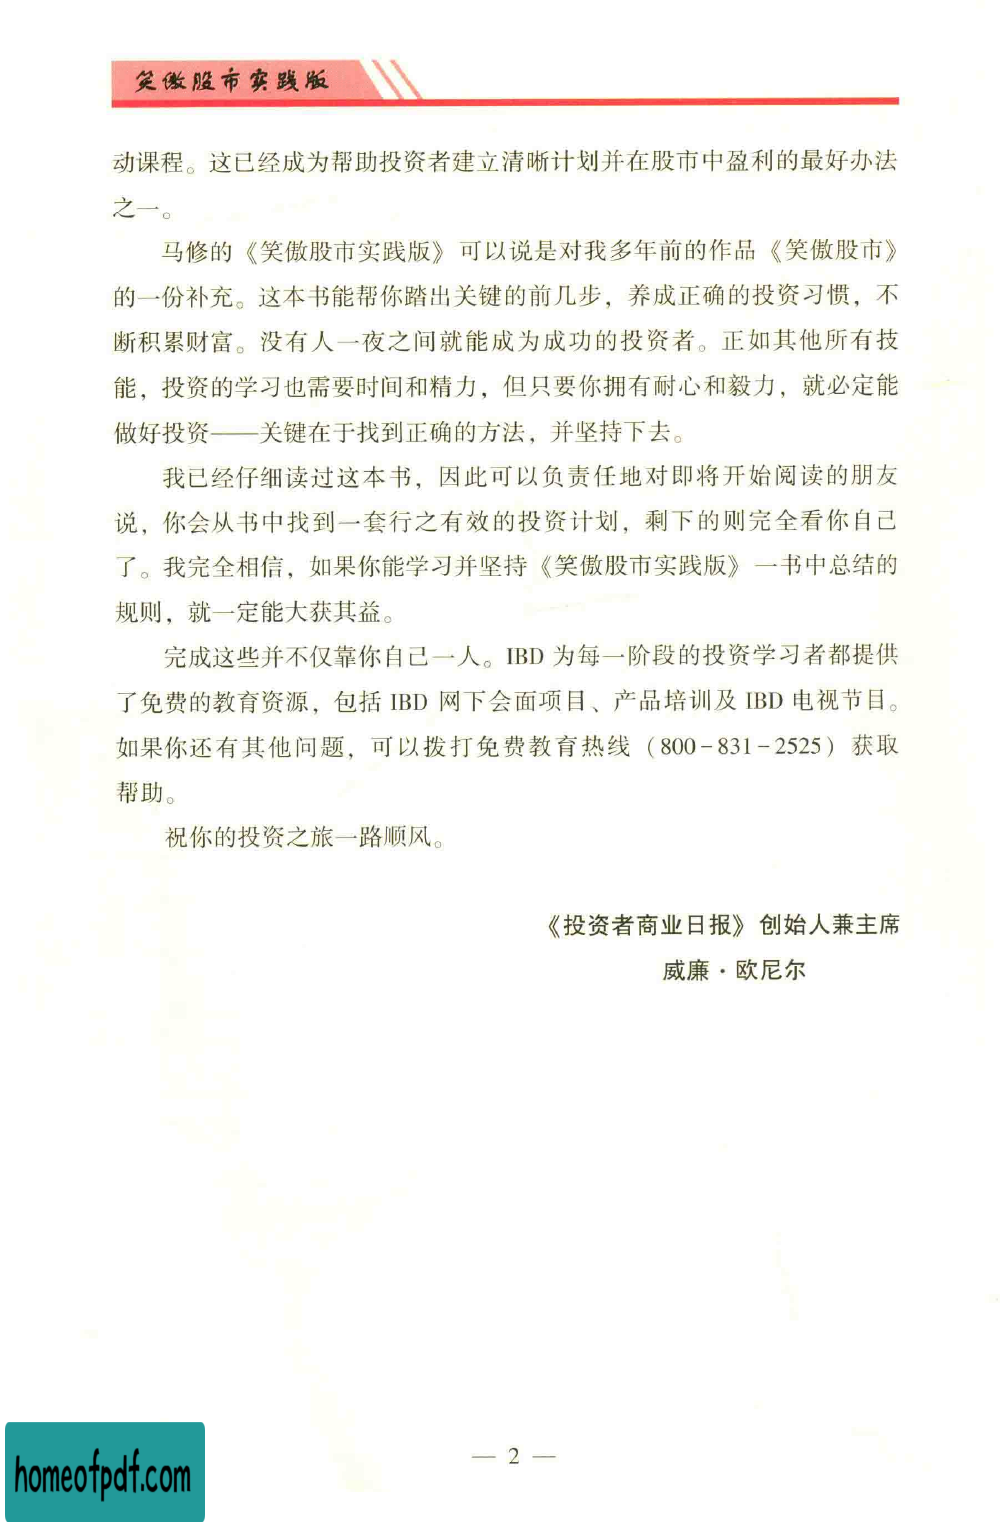 笑傲股市实践版
动课程。这已经成为帮助投资者建立清晰计划并在股市中盈利的最好办法
之一。
马修的《笑傲股市实践版》可以说是对我多年前的作品《笑傲股市》
的一份补充。这本书能帮你踏出关键的前几步，养成正确的投资习惯，不
断积累财富。没有人一夜之间就能成为成功的投资者。正如其他所有技
能，投资的学习也需要时间和精力，但只要你拥有耐心和毅力，就必定能
做好投资——关键在于找到正确的方法，并坚持下去。
我已经仔细读过这本书，因此可以负责任地对即将开始阅读的朋友
说，你会从书中找到一套行之有效的投资计划，剩下的则完全看你自己
了。我完全相信，如果你能学习并坚持《笑傲股市实践版》一书中总结的
规则，就一定能大获其益。
完成这些并不仅靠你自己一人。IBD 为每一阶段的投资学习者都提供
了免费的教育资源，包括 IBD 网下会面项目、产品培训及 IBD 电视节目。
如果你还有其他问题，可以拨打免费教育热线（800-831-2525）获取
帮助。
祝你的投资之旅一路顺风。
《投资者商业日报》创始人兼主席
威廉·欧尼尔
— 2 —
homeofpdf.com